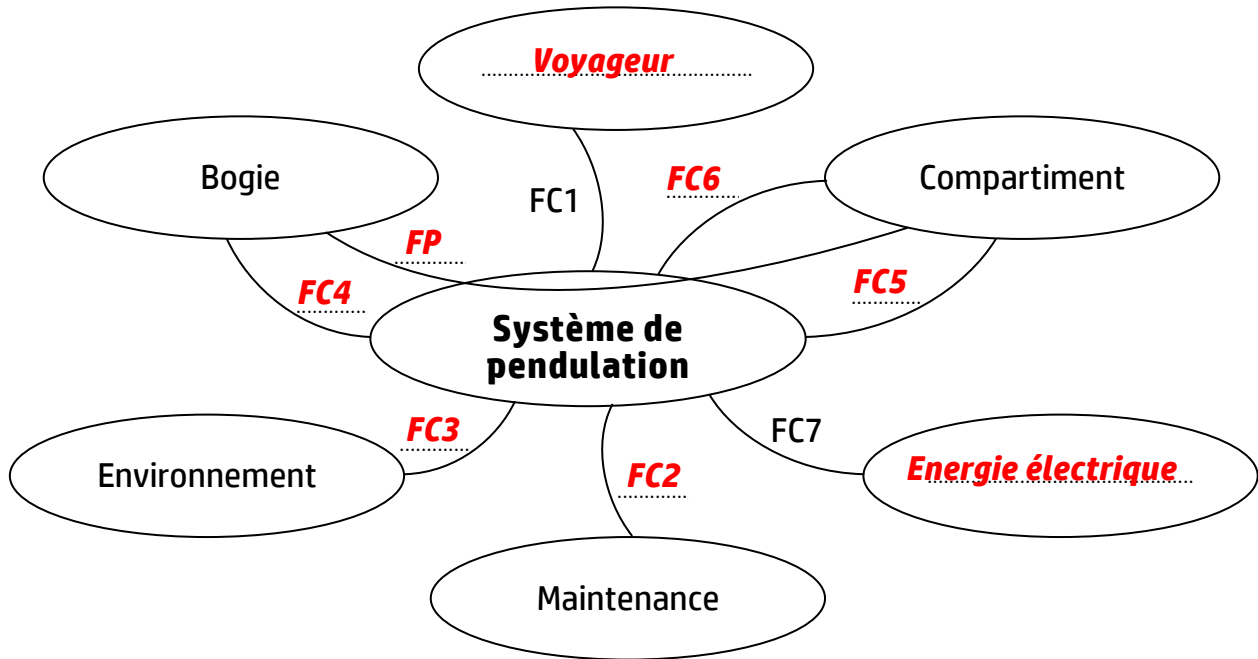 Voyageur
Bogie
Compartiment
FC1
FC6
FP
FC4
FC5
Système de
pendulation
FC3
FC7
Environnement
FC2
Energie électrique
Maintenance